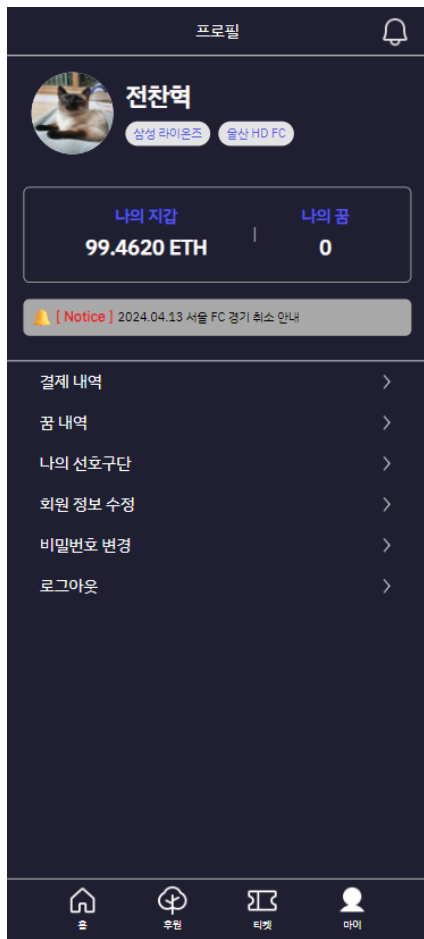 프로필
전찬혁
삼성 라이온즈 울산 HD FC
나의 지갑 | 나의 꿈
99.4620 ETH 0
[ Notice ] 2024.04.13 서울 FC 경기 취소 안내
결제 내역
꿈 내역
나의 선호구단
회원 정보 수정
비밀번호 변경
로그아웃
홈 후원 티켓 마이